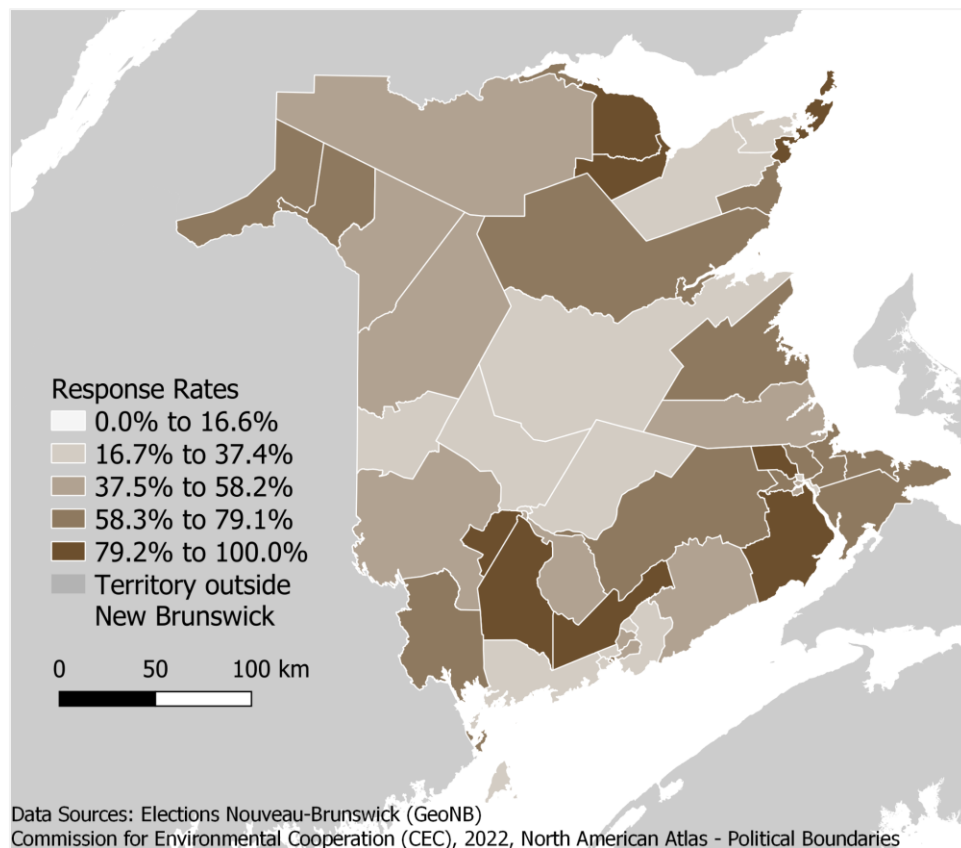 Response Rates
0.0% to 16.6%
16.7% to 37.4%
37.5% to 58.2%
58.3% to 79.1%
79.2% to 100.0%
Territory outside
New Brunswick
0 50 100 km
Data Sources: Elections Nouveau-Brunswick (GeoNB)
Commission for Environmental Cooperation (CEC), 2022, North American Atlas - Political Boundaries